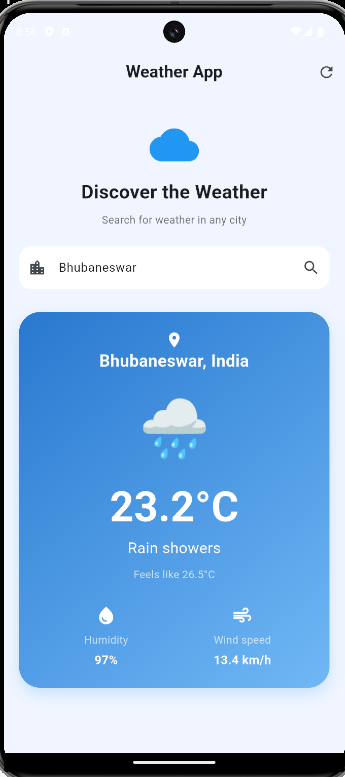 Weather App
Discover the Weather
Search for weather in any city
Bhubaneswar
Bhubaneswar, India
23.2°C
Rain showers
Feels like 26.5°C
Humidity
Wind speed
97%
13.4 km/h